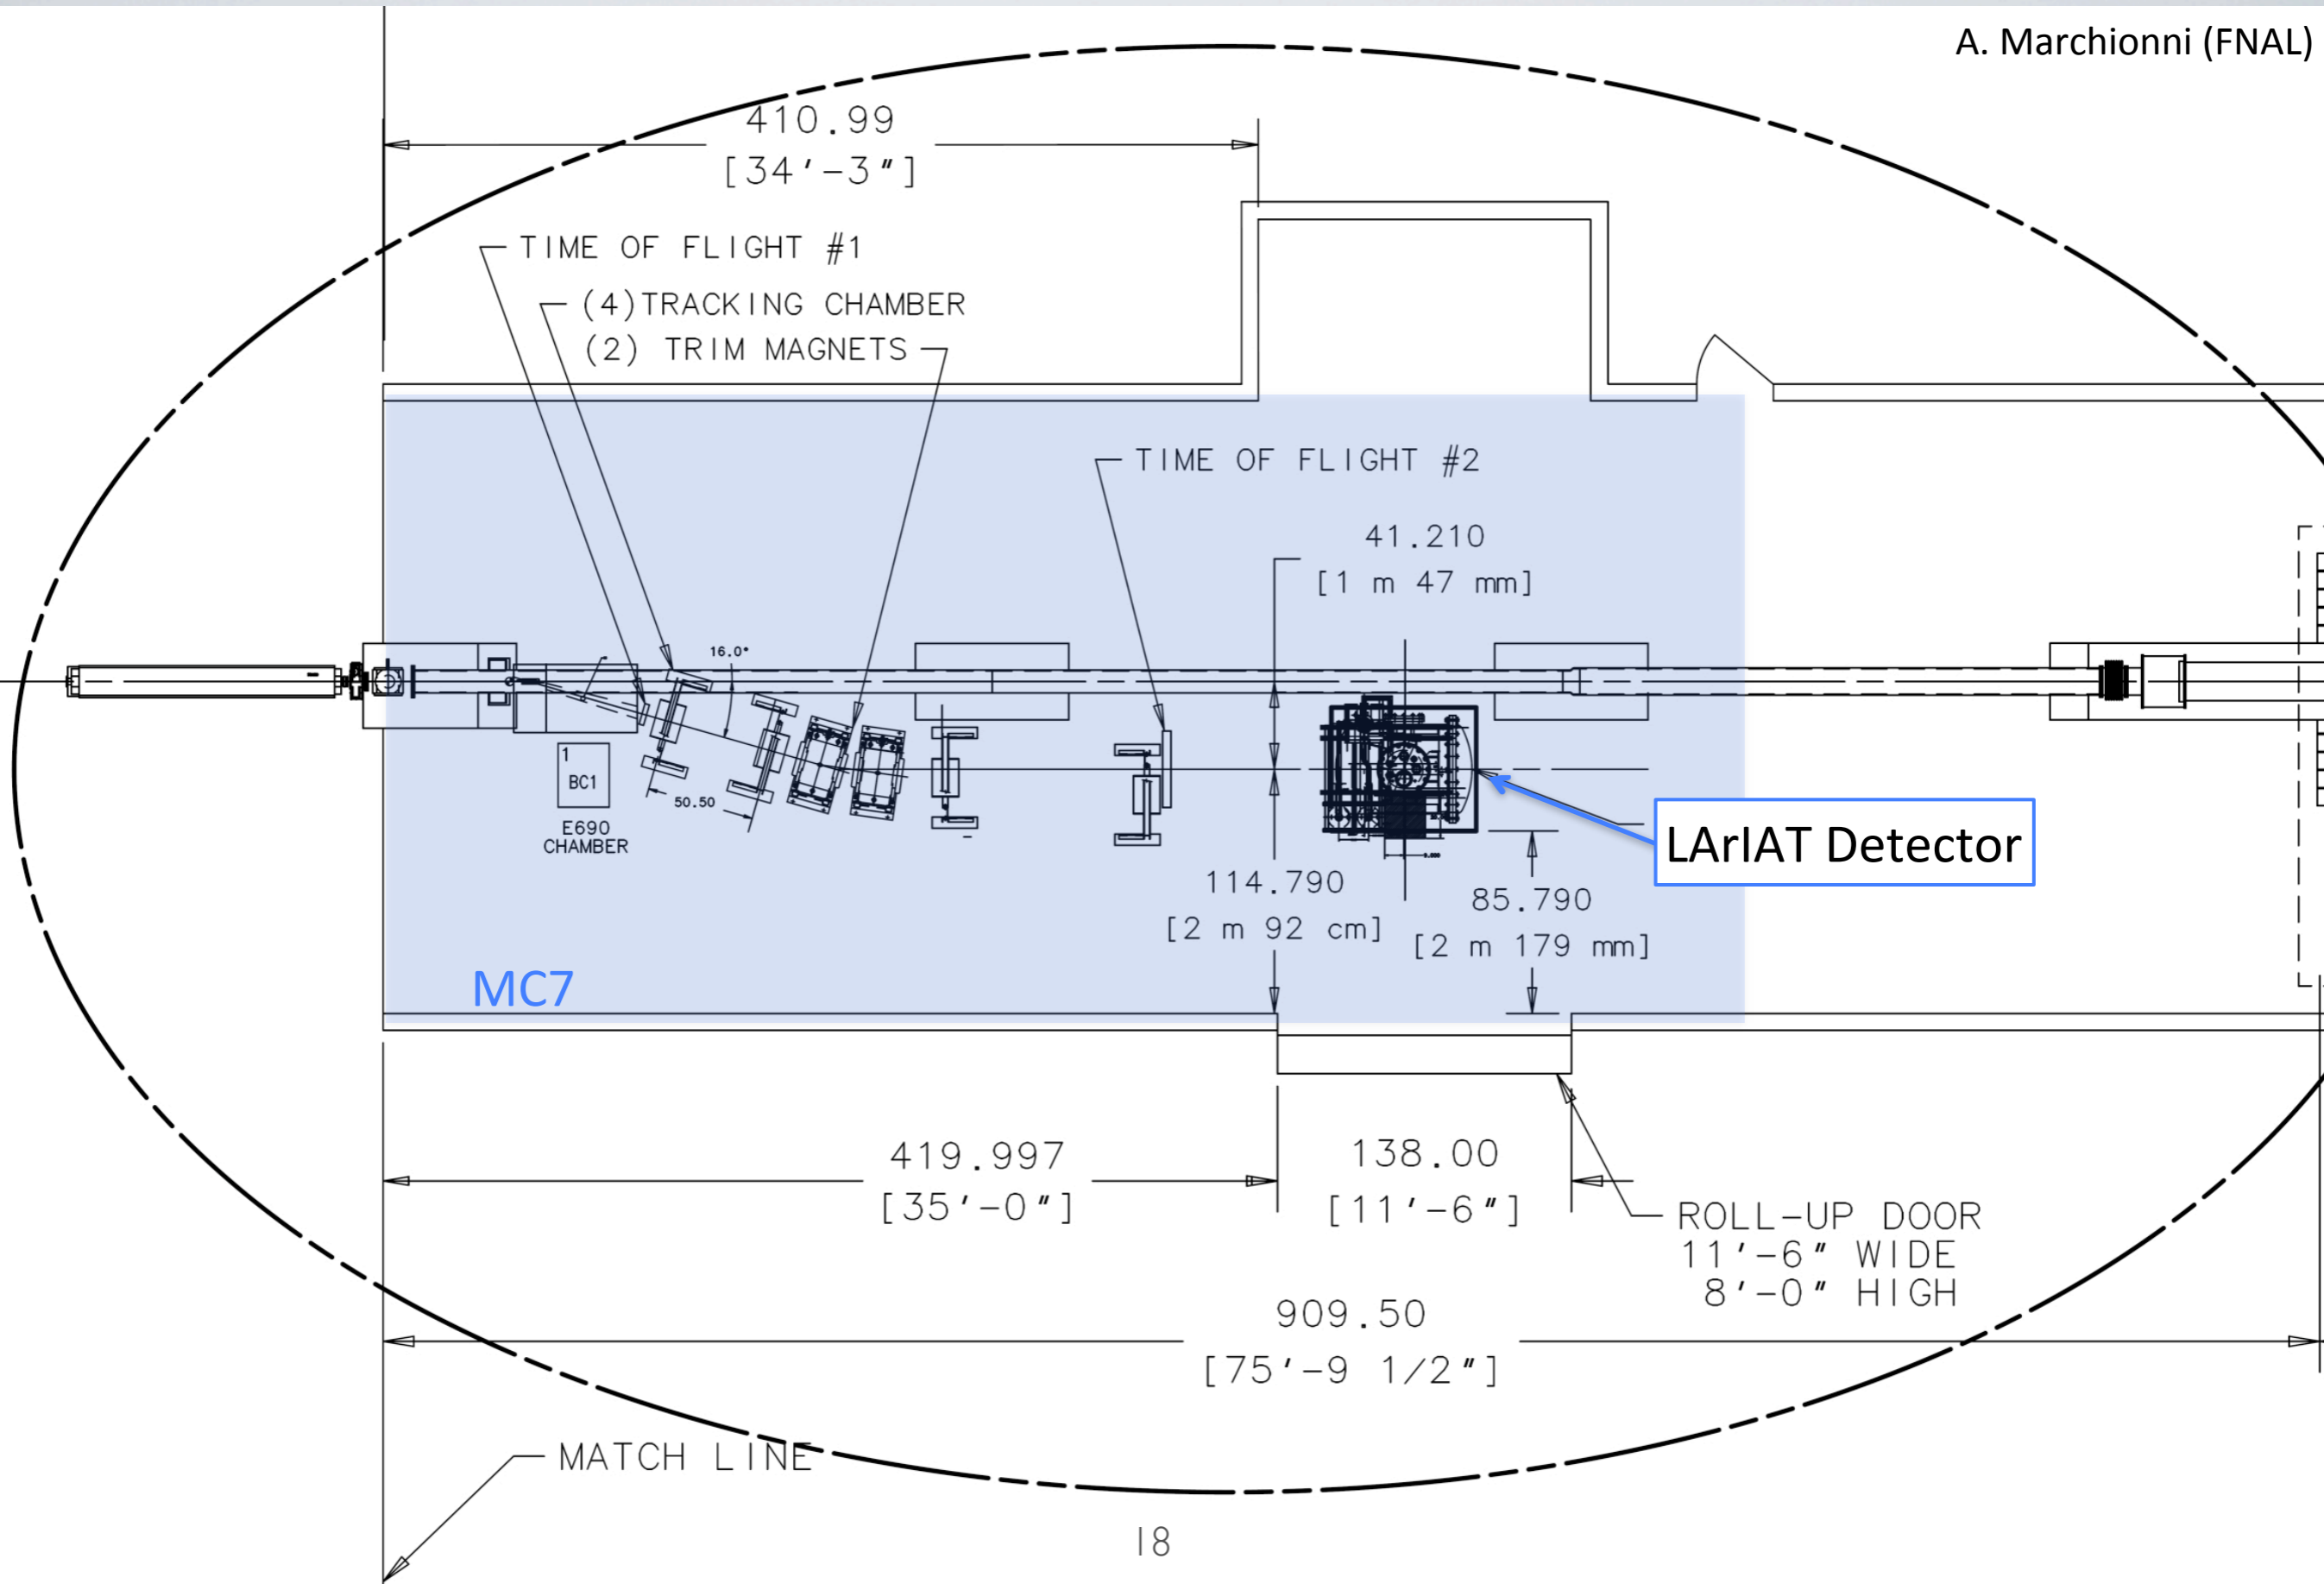 A. Marchionni (FNAL)
410.99
[34'-3"]
TIME OF FLIGHT #1
(4)TRACKING CHAMBER
(2) TRIM MAGNETS
TIME OF FLIGHT #2
41.210
[1 m 47 mm]
16.0°
1
BC1
50.50
E690
CHAMBER
LArIAT Detector
114.790
[2 m 92 cm]
85.790
[2 m 179 mm]
MC7
419.997
[35'-0"]
138.00
[11'-6"]
ROLL-UP DOOR
11'-6" WIDE
8'-0" HIGH
909.50
[75'-9 1/2"]
MATCH LINE
18